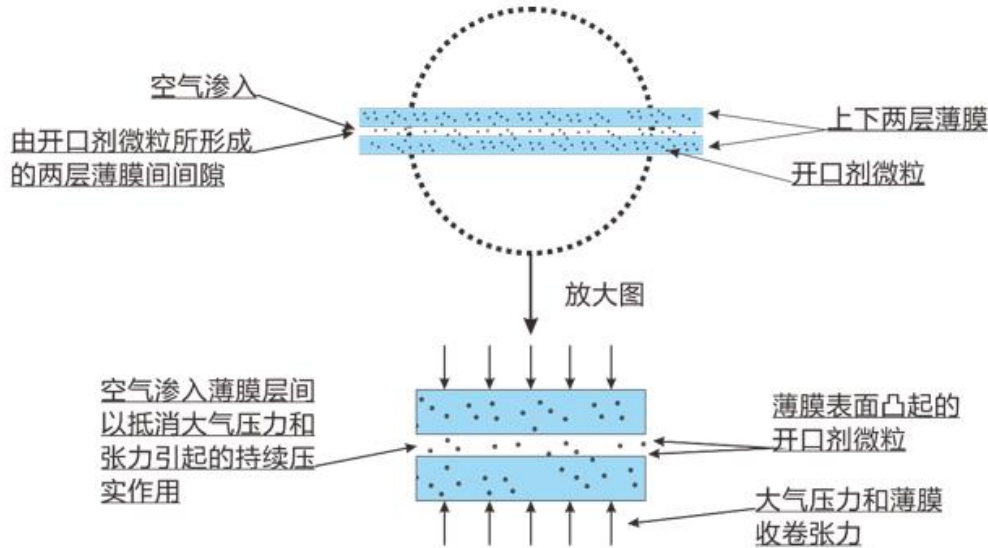 空气渗入
由开口剂微粒所形成
的两层薄膜间间隙
上下两层薄膜
开口剂微粒
放大图
空气渗入薄膜层间
以抵消大气压力和
张力引起的持续压
实作用
薄膜表面凸起的
开口剂微粒
大气压力和薄膜
收卷张力